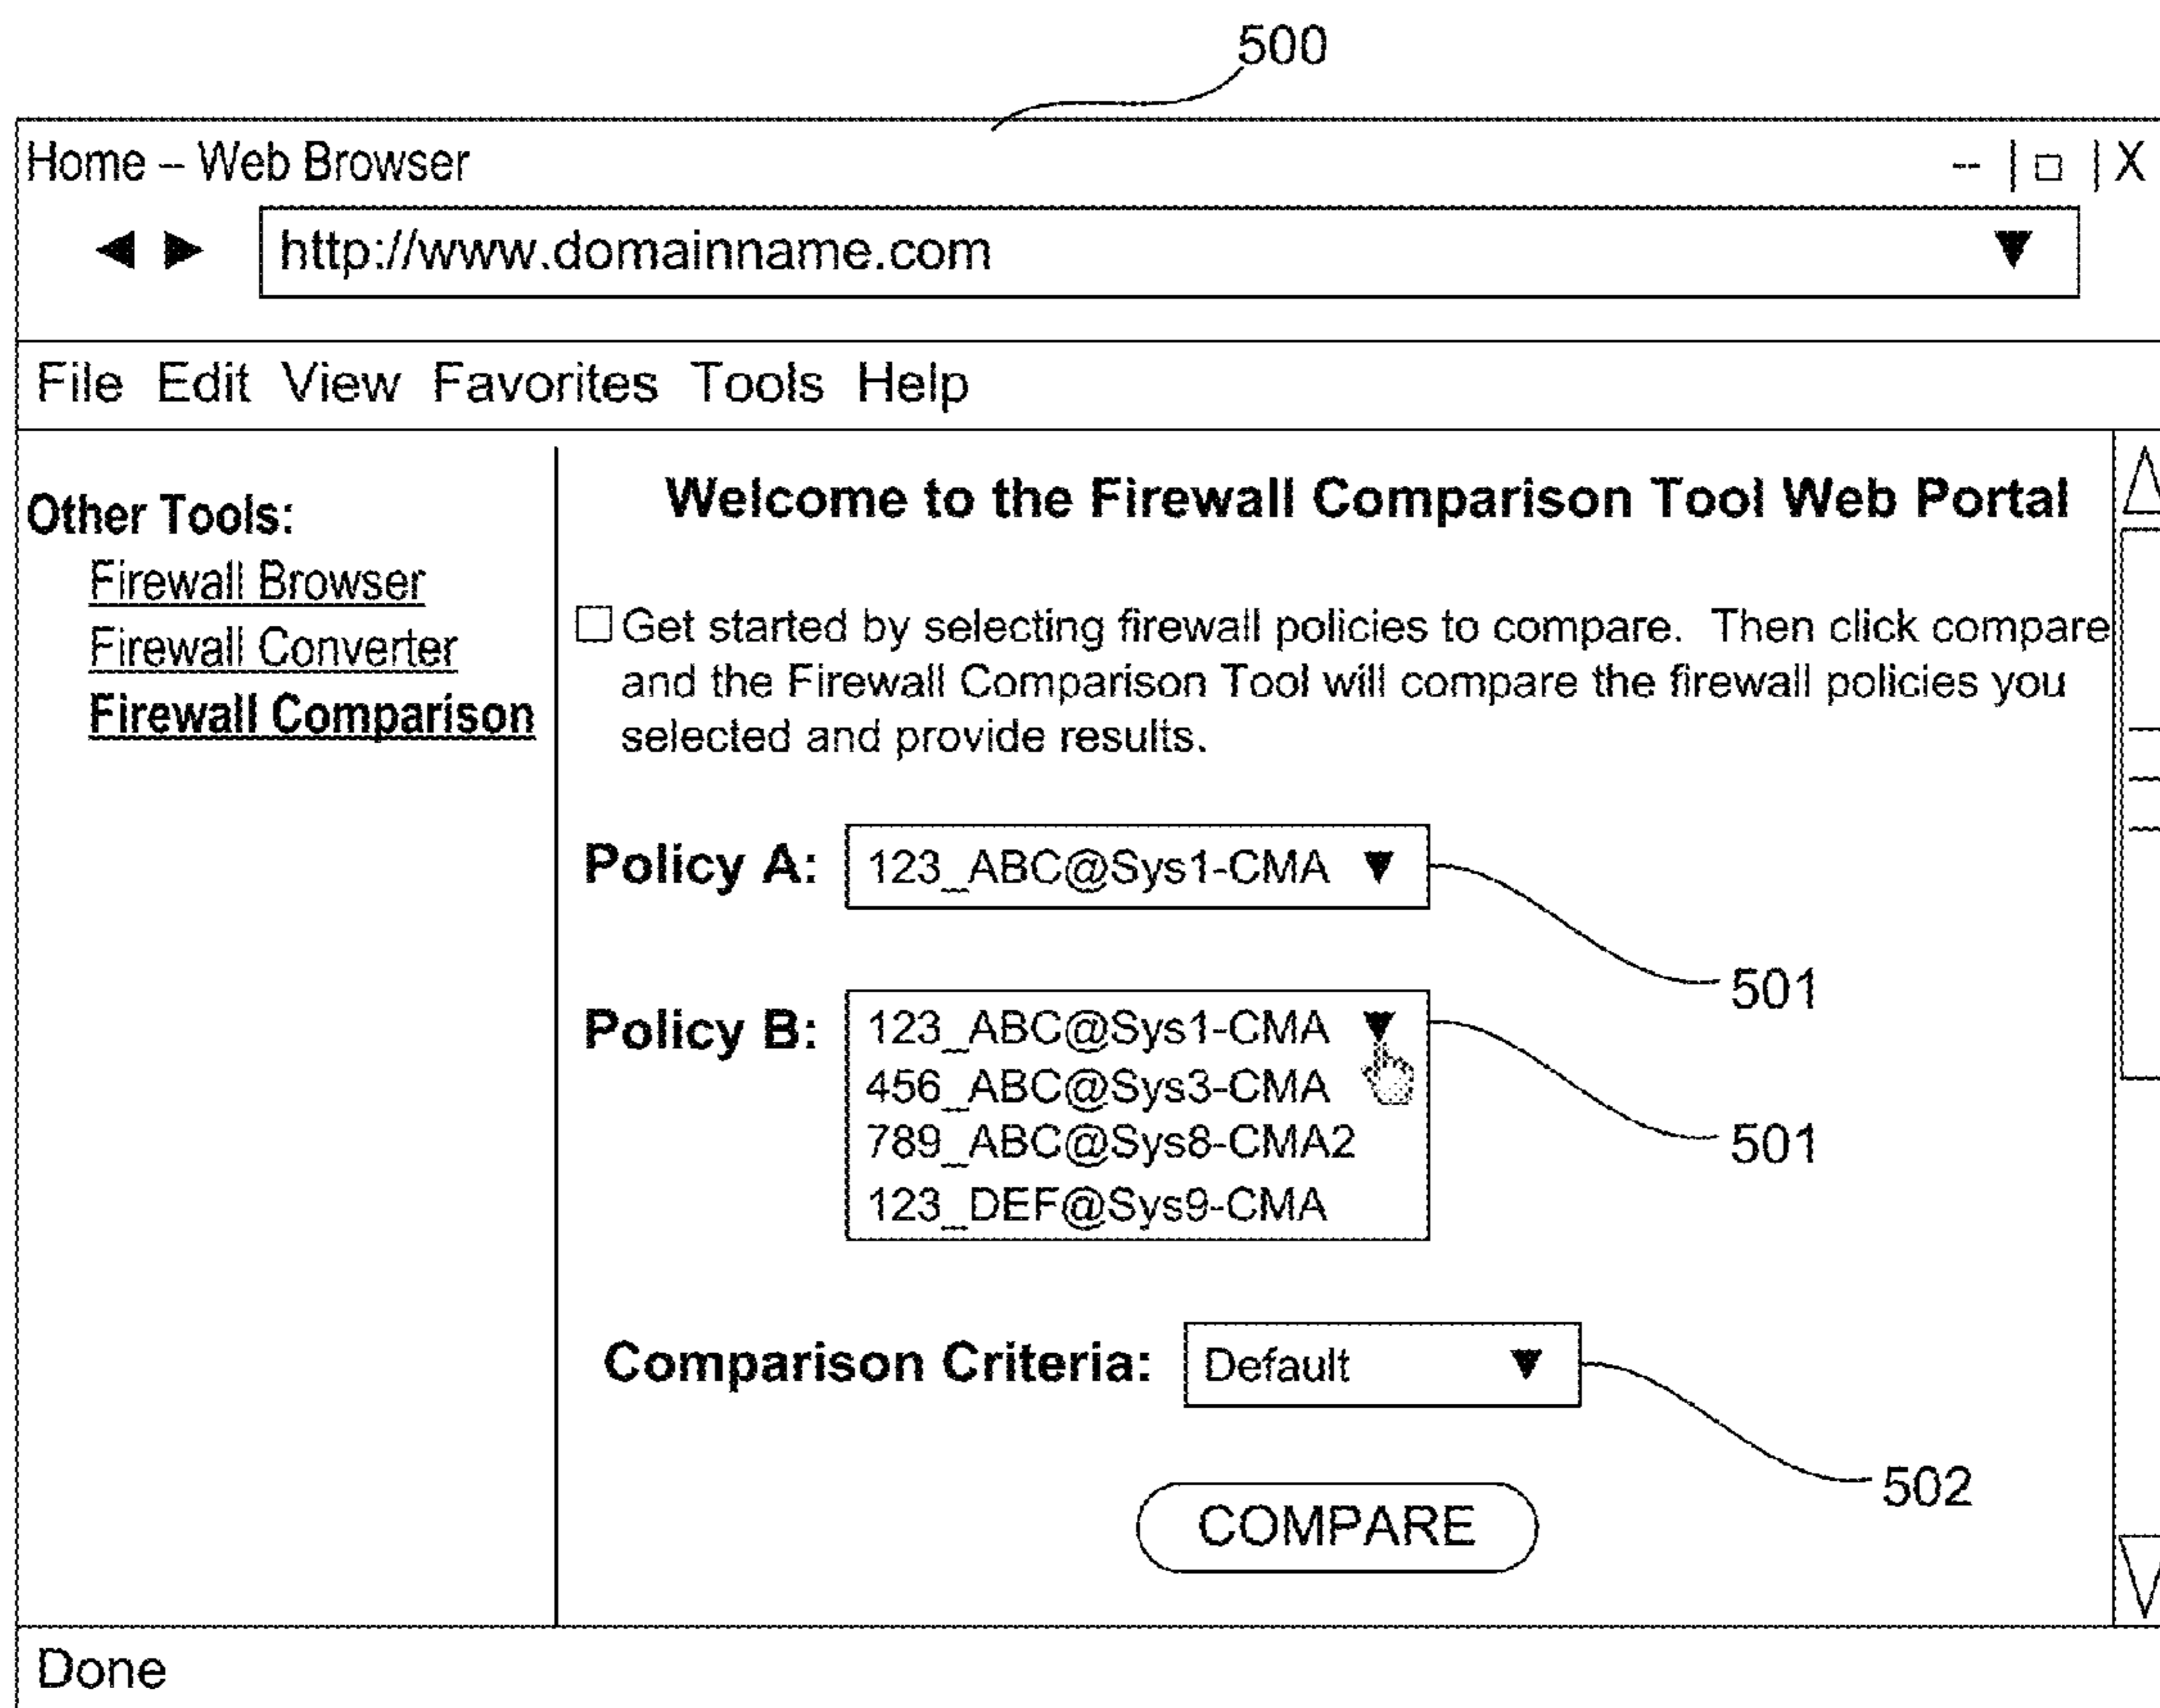 500
Home – Web Browser -- | □ | X
http://www.domainname.com
File Edit View Favorites Tools Help
Other Tools:
Firewall Browser
Firewall Converter
Firewall Comparison
Welcome to the Firewall Comparison Tool Web Portal
Get started by selecting firewall policies to compare. Then click compare
and the Firewall Comparison Tool will compare the firewall policies you
selected and provide results.
Policy A: 123_ABC@Sys1-CMA
501
Policy B: 123_ABC@Sys1-CMA
456_ABC@Sys3-CMA
789_ABC@Sys8-CMA2
123_DEF@Sys9-CMA
501
Comparison Criteria: Default
502
COMPARE
Done